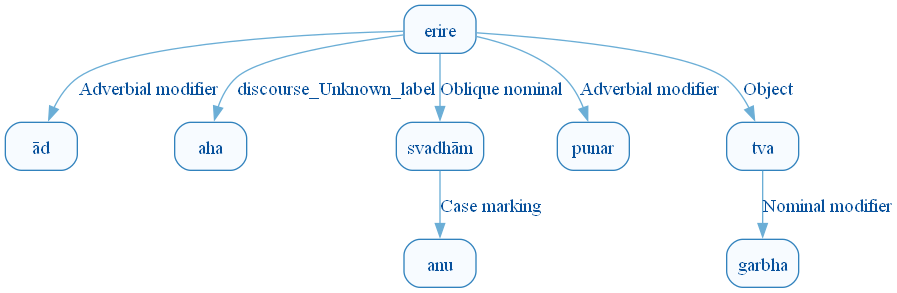 erire
Adverbial modifier discourse_Unknown_label Oblique nominal Adverbial modifier Object
ād aha svadhām punar tva
Case marking Nominal modifier
anu garbha